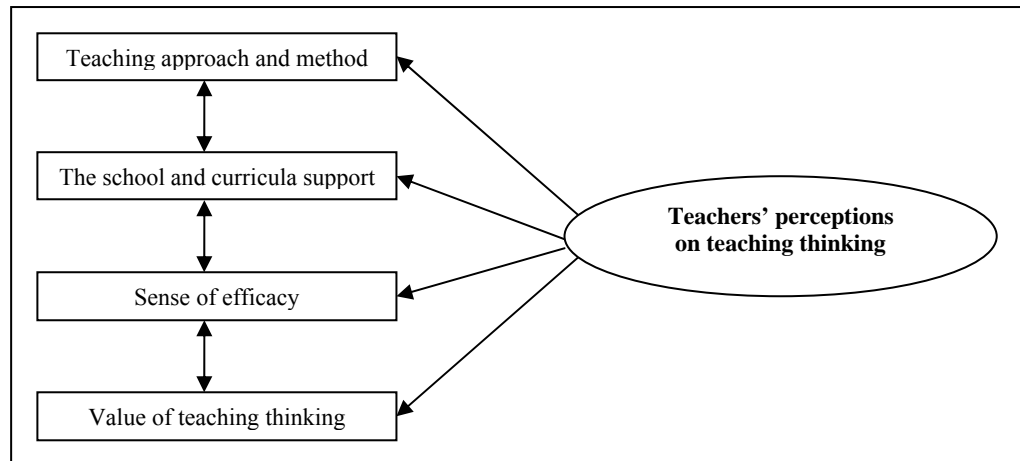 Teaching approach and method
The school and curricula support
Sense of efficacy
Value of teaching thinking
Teachers’ perceptions
on teaching thinking